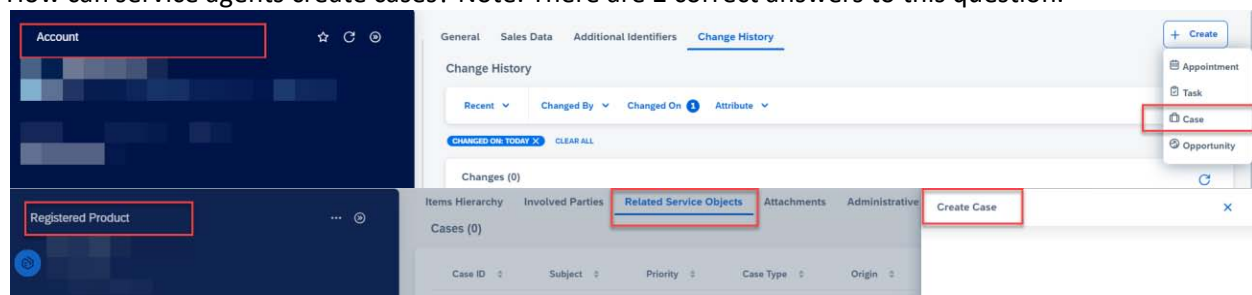 How can service agents create cases? Note: There are 2 correct answers to this question.
Account
General Sales Data Additional Identifiers Change History
+ Create
Change History
Appointment
Recent Changed By Changed On 1 Attribute
Task
Case
CHANGED ON: TODAY X CLEAR ALL
Opportunity
Changes (0)
Registered Product
Items Hierarchy Involved Parties Related Service Objects Attachments Administrative
Create Case
Cases (0)
Case ID Subject Priority Case Type Origin